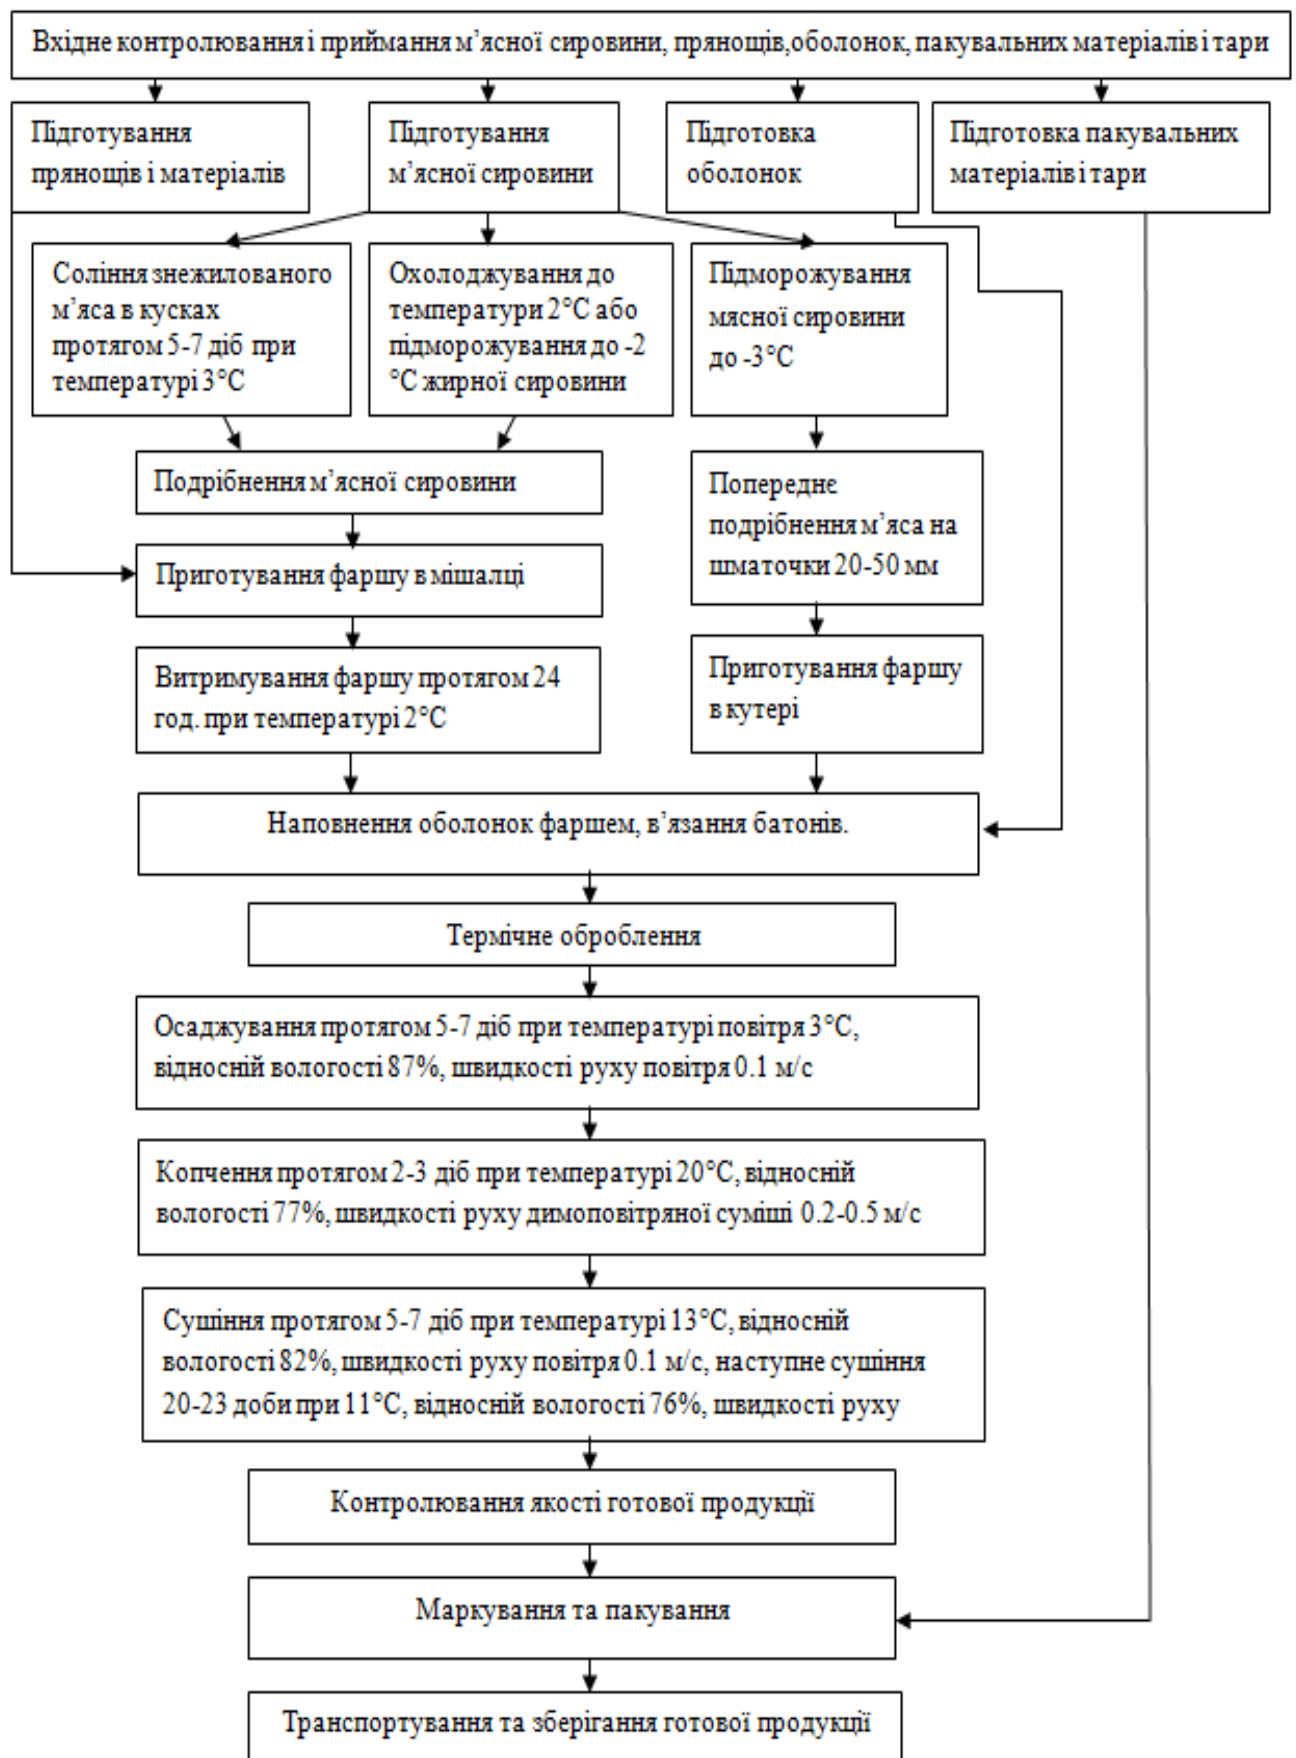 Вхідне контролювання і приймання м’ясної сировини, прянощів,оболонок, пакувальних матеріалів і тари
Підготування
прянощів і матеріалів
Підготування
м’ясної сировини
Підготовка
оболонок
Підготовка пакувальних
матеріалів і тари
Соління знежилованого
м’яса в кусках
протягом 5-7 діб при
температурі 3°С
Охолоджування до
температури 2°С або
підморожування до -2
°С жирної сировини
Підморожування
мясної сировини
до -3°С
Подрібнення м’ясної сировини
Попереднє
подрібнення м’яса на
шматочки 20-50 мм
Приготування фаршу в мішалці
Витримування фаршу протягом 24
год. при температурі 2°С
Приготування фаршу
в кутері
Наповнення оболонок фаршем, в’язання батонів.
Термічне оброблення
Осаджування протягом 5-7 діб при температурі повітря 3°С,
відносній вологості 87%, швидкості руху повітря 0.1 м/с
Копчення протягом 2-3 діб при температурі 20°С, відносній
вологості 77%, швидкості руху димоповітряної суміші 0.2-0.5 м/с
Сушіння протягом 5-7 діб при температурі 13°С, відносній
вологості 82%, швидкості руху повітря 0.1 м/с, наступне сушіння
20-23 доби при 11°С, відносній вологості 76%, швидкості руху
Контролювання якості готової продукції
Маркування та пакування
Транспортування та зберігання готової продукції